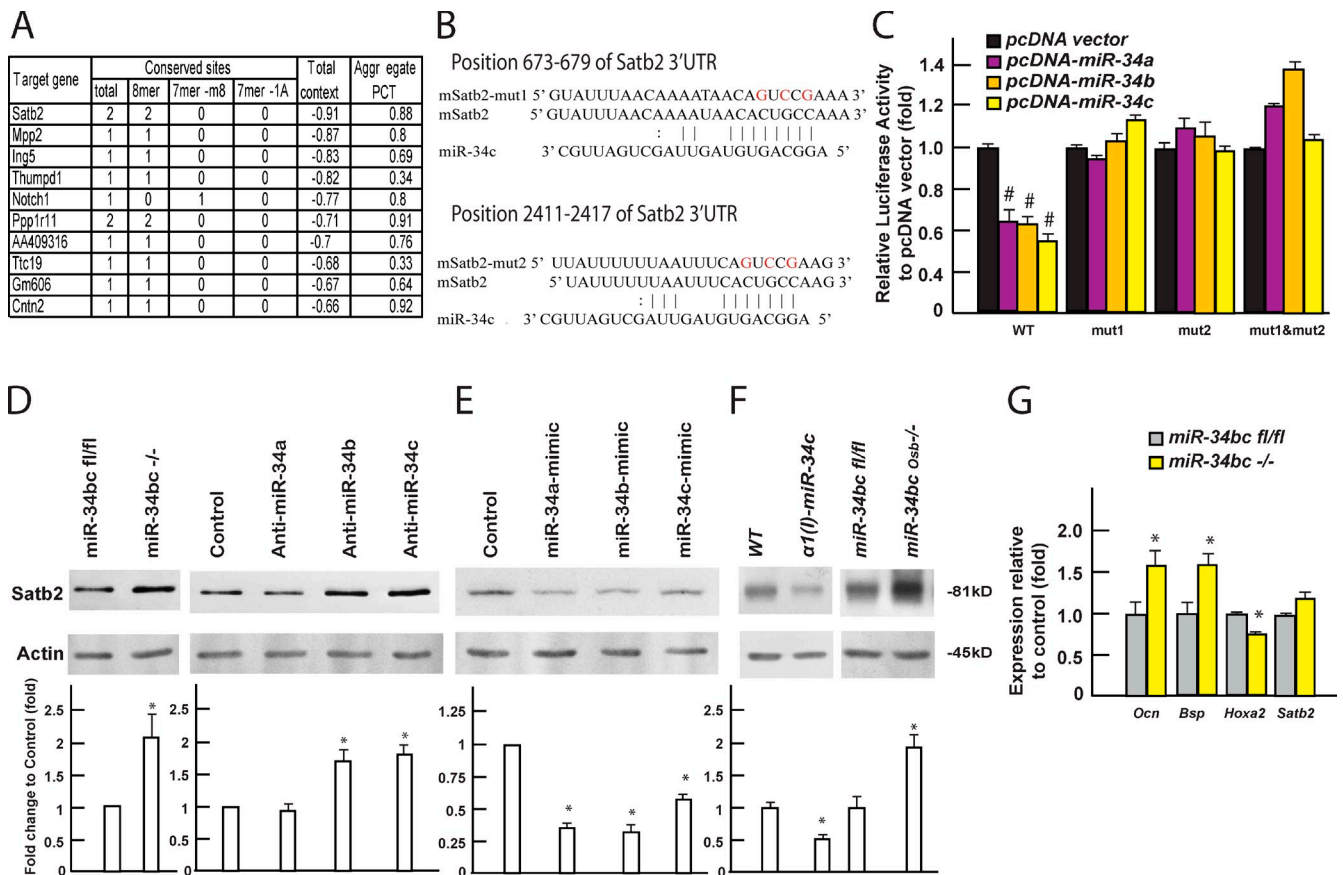 A
Target gene Conserved sites Total context Aggr egate PCT
total 8mer 7mer -m8 7mer -1A
Satb2 2 2 0 0 -0.91 0.88
Mpp2 1 1 0 0 -0.87 0.8
Ing5 1 1 0 0 -0.83 0.69
Thumpd1 1 1 0 0 -0.82 0.34
Notch1 1 0 1 0 -0.77 0.8
Ppp1r11 2 2 0 0 -0.71 0.91
AA409316 1 1 0 0 -0.7 0.76
Ttc19 1 1 0 0 -0.68 0.33
Gm606 1 1 0 0 -0.67 0.64
Cntn2 1 1 0 0 -0.66 0.92
B
Position 673-679 of Satb2 3'UTR
mSatb2-mut1 5' GUAUUUAACAAAAUAACAGUCCGAAA 3'
mSatb2 5' GUAUUUAACAAAAUAACACUGCCAAA 3'
: | | | | | | | | |
miR-34c 3' CGUUAGUCGAUUGAUGUGACGGA 5'
Position 2411-2417 of Satb2 3'UTR
mSatb2-mut2 5' UUAUUUUUUUAAUUUCAGUCCGAAG 3'
mSatb2 5' UAUUUUUUUAAUUUCACUGCCAAG 3'
: | | | | | | | | | |
miR-34c 3' CGUUAGUCGAUUGAUGUGACGGA 5'
C
pcDNA vector
pcDNA-miR-34a
pcDNA-miR-34b
pcDNA-miR-34c
Relative Luciferase Activity
to pcDNA vector (fold)
1.4
1.2
1.0
0.8
0.6
0.4
0.2
0
# # #
WT mut1 mut2 mut1&mut2
D
miR-34bc fl/fl
miR-34bc -/-
Control
Anti-miR-34a
Anti-miR-34b
Anti-miR-34c
Satb2
Actin
Fold change to Control (fold)
2.5
2
1.5
1
0.5
0
*
2.5
2
1.5
1
0.5
0
* *
E
Control
miR-34a-mimic
miR-34b-mimic
miR-34c-mimic
1.25
1
0.75
0.5
0.25
0
* * *
F
WT
α1(I)-miR-34c
miR-34bc fl/fl
miR-34bc Osb-/-
-81kD
-45kD
2.5
2
1.5
1
0.5
0
* *
G
miR-34bc fl/fl
miR-34bc -/-
Expression relative
to control (fold)
2.0
1.5
1.0
0.5
0
* * *
Ocn Bsp Hoxa2 Satb2